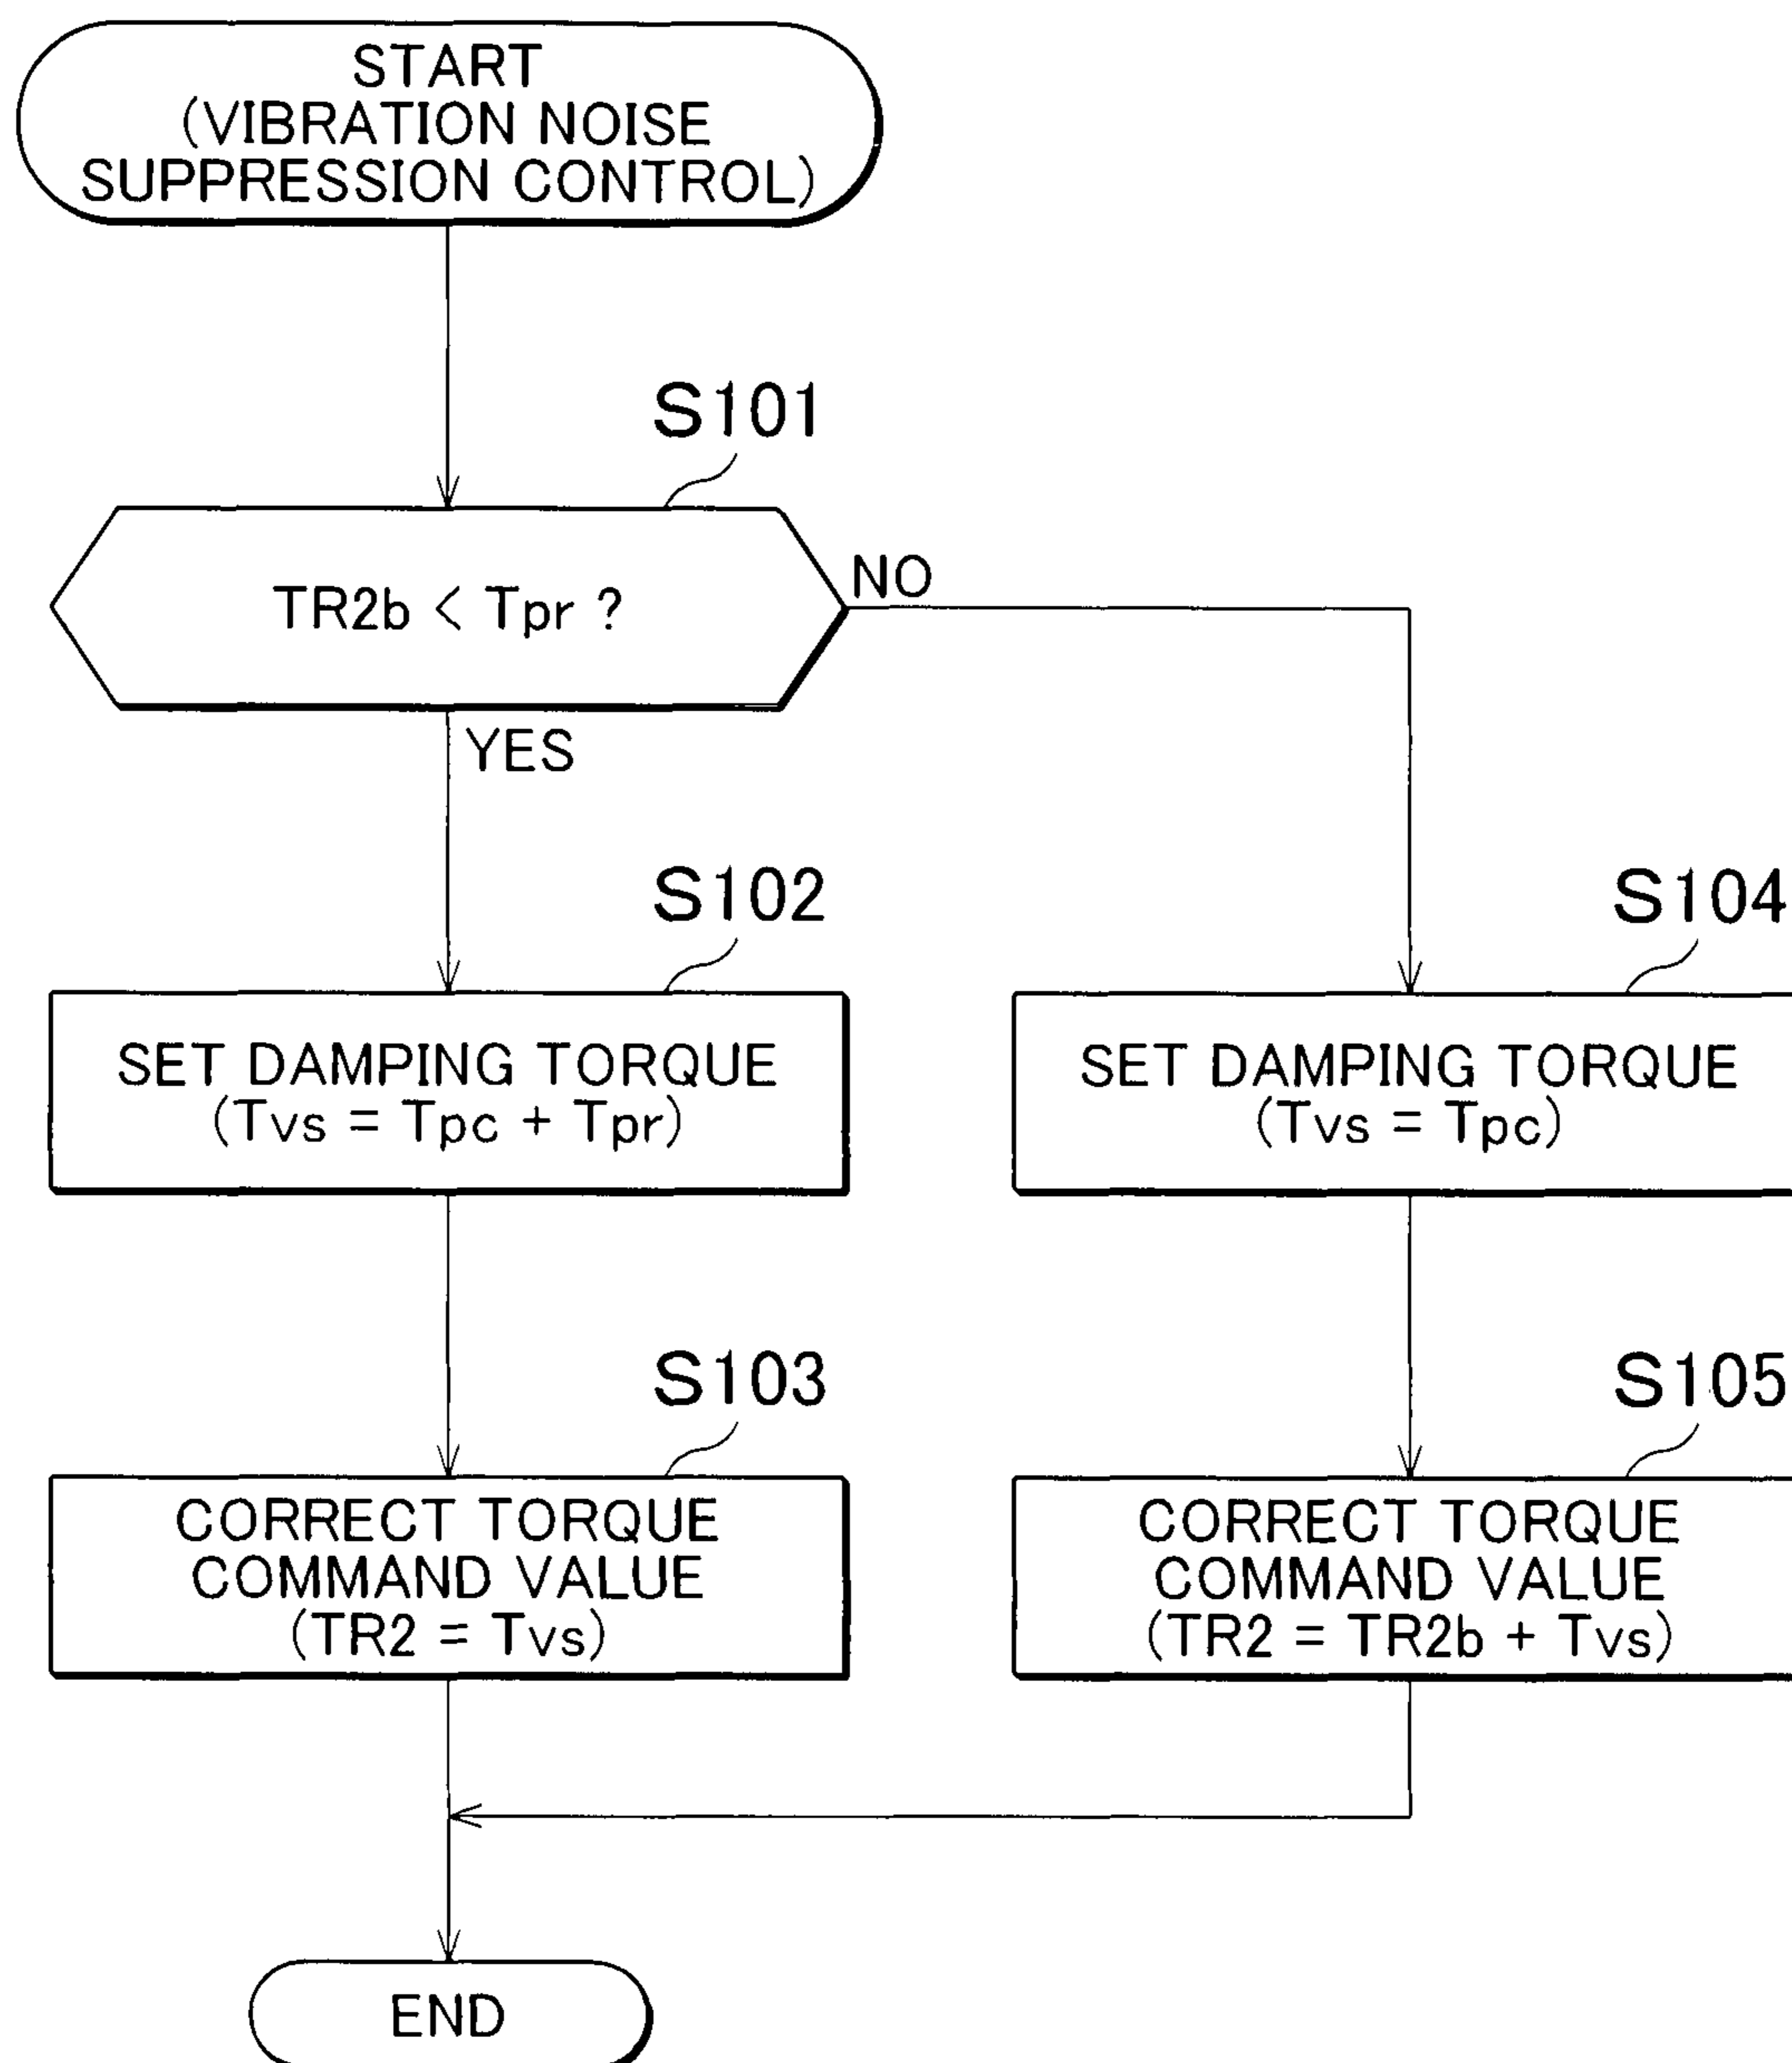 START
(VIBRATION NOISE
SUPPRESSION CONTROL)
S101
TR2b < Tpr ?
NO
YES
S102
SET DAMPING TORQUE
(Tvs = Tpc + Tpr)
S104
SET DAMPING TORQUE
(Tvs = Tpc)
S103
CORRECT TORQUE
COMMAND VALUE
(TR2 = Tvs)
S105
CORRECT TORQUE
COMMAND VALUE
(TR2 = TR2b + Tvs)
END